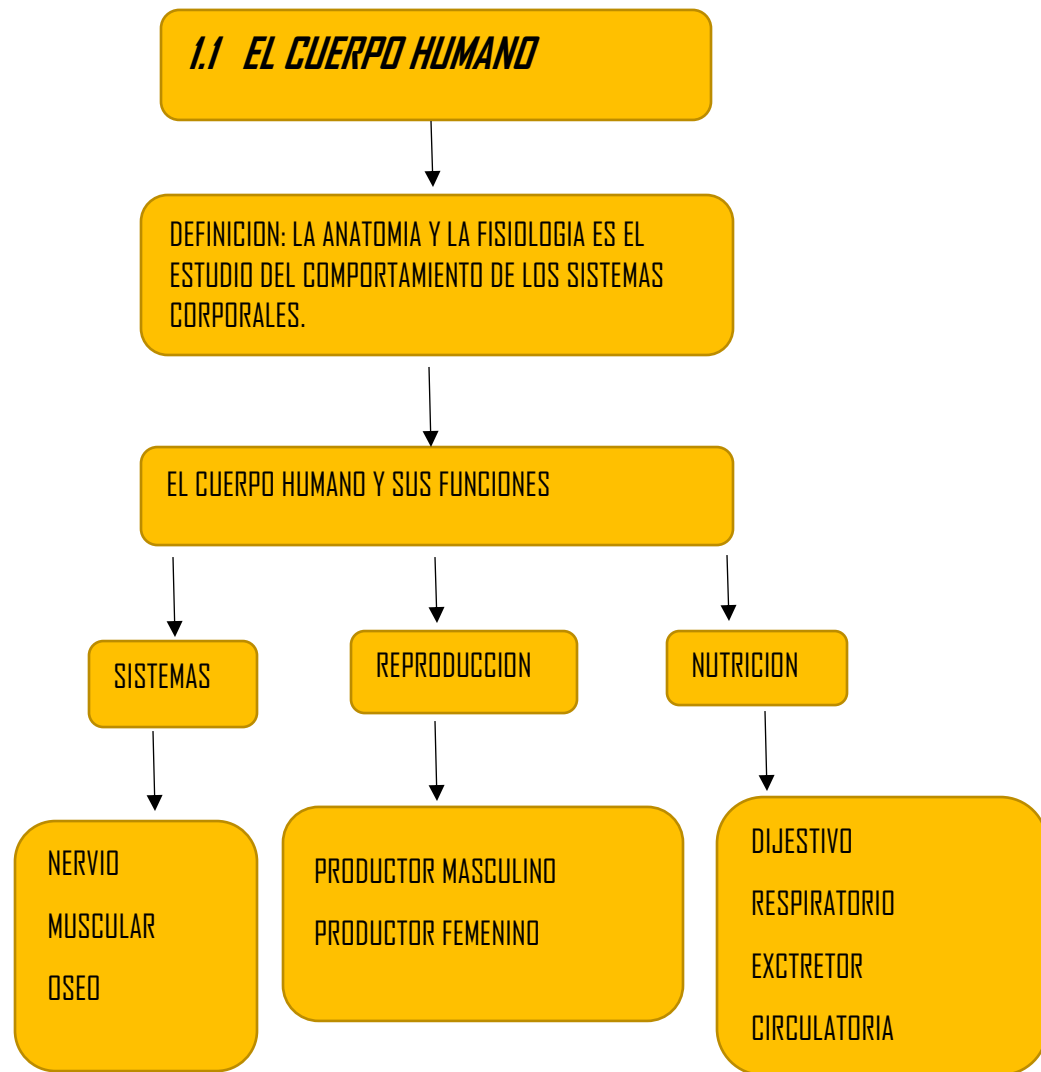 1.1 EL CUERPO HUMANO
DEFINICION: LA ANATOMIA Y LA FISIOLOGIA ES EL
ESTUDIO DEL COMPORTAMIENTO DE LOS SISTEMAS
CORPORALES.
EL CUERPO HUMANO Y SUS FUNCIONES
SISTEMAS
REPRODUCCION
NUTRICION
NERVIO
MUSCULAR
OSEO
PRODUCTOR MASCULINO
PRODUCTOR FEMENINO
DIJESTIVO
RESPIRATORIO
EXCTRETOR
CIRCULATORIA